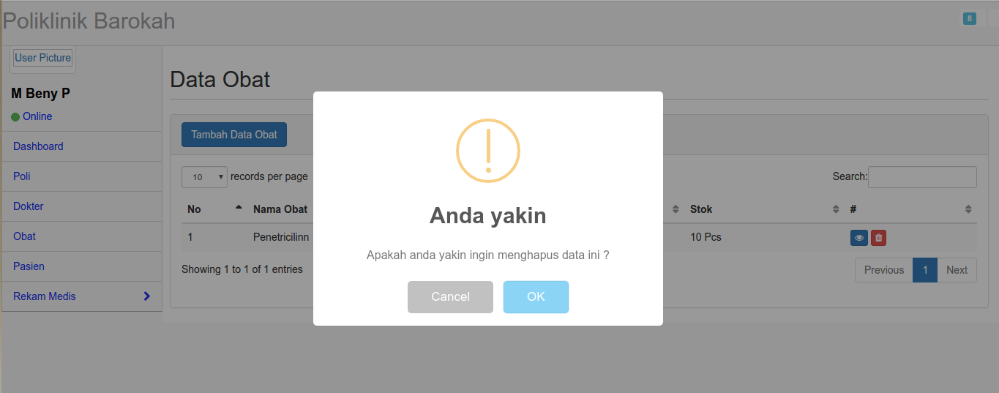 Poliklinik Barokah
8
User Picture
M Beny P
Online
Dashboard
Poli
Dokter
Obat
Pasien
Rekam Medis
Data Obat
Tambah Data Obat
10 records per page
Search:
No Nama Obat Stok #
1 Penetricilinn 10 Pcs
Showing 1 to 1 of 1 entries
Previous 1 Next
Anda yakin
Apakah anda yakin ingin menghapus data ini ?
Cancel OK